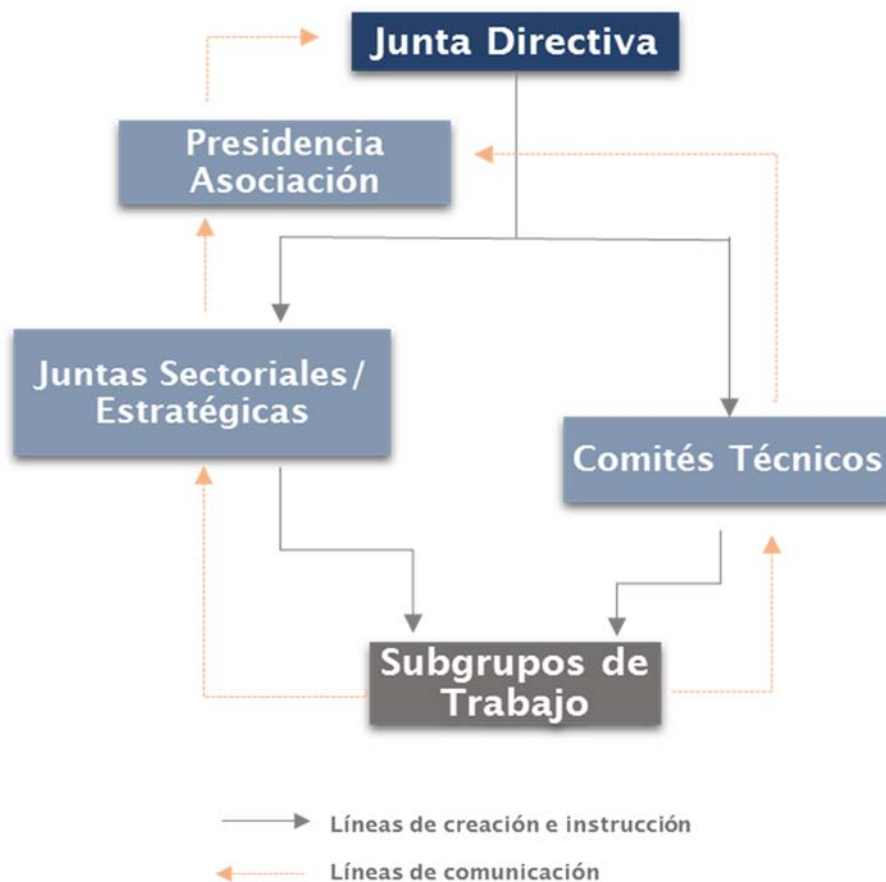 Junta Directiva
Presidencia
Asociación
Juntas Sectoriales/
Estratégicas
Comités Técnicos
Subgrupos de
Trabajo
Líneas de creación e instrucción
Líneas de comunicación